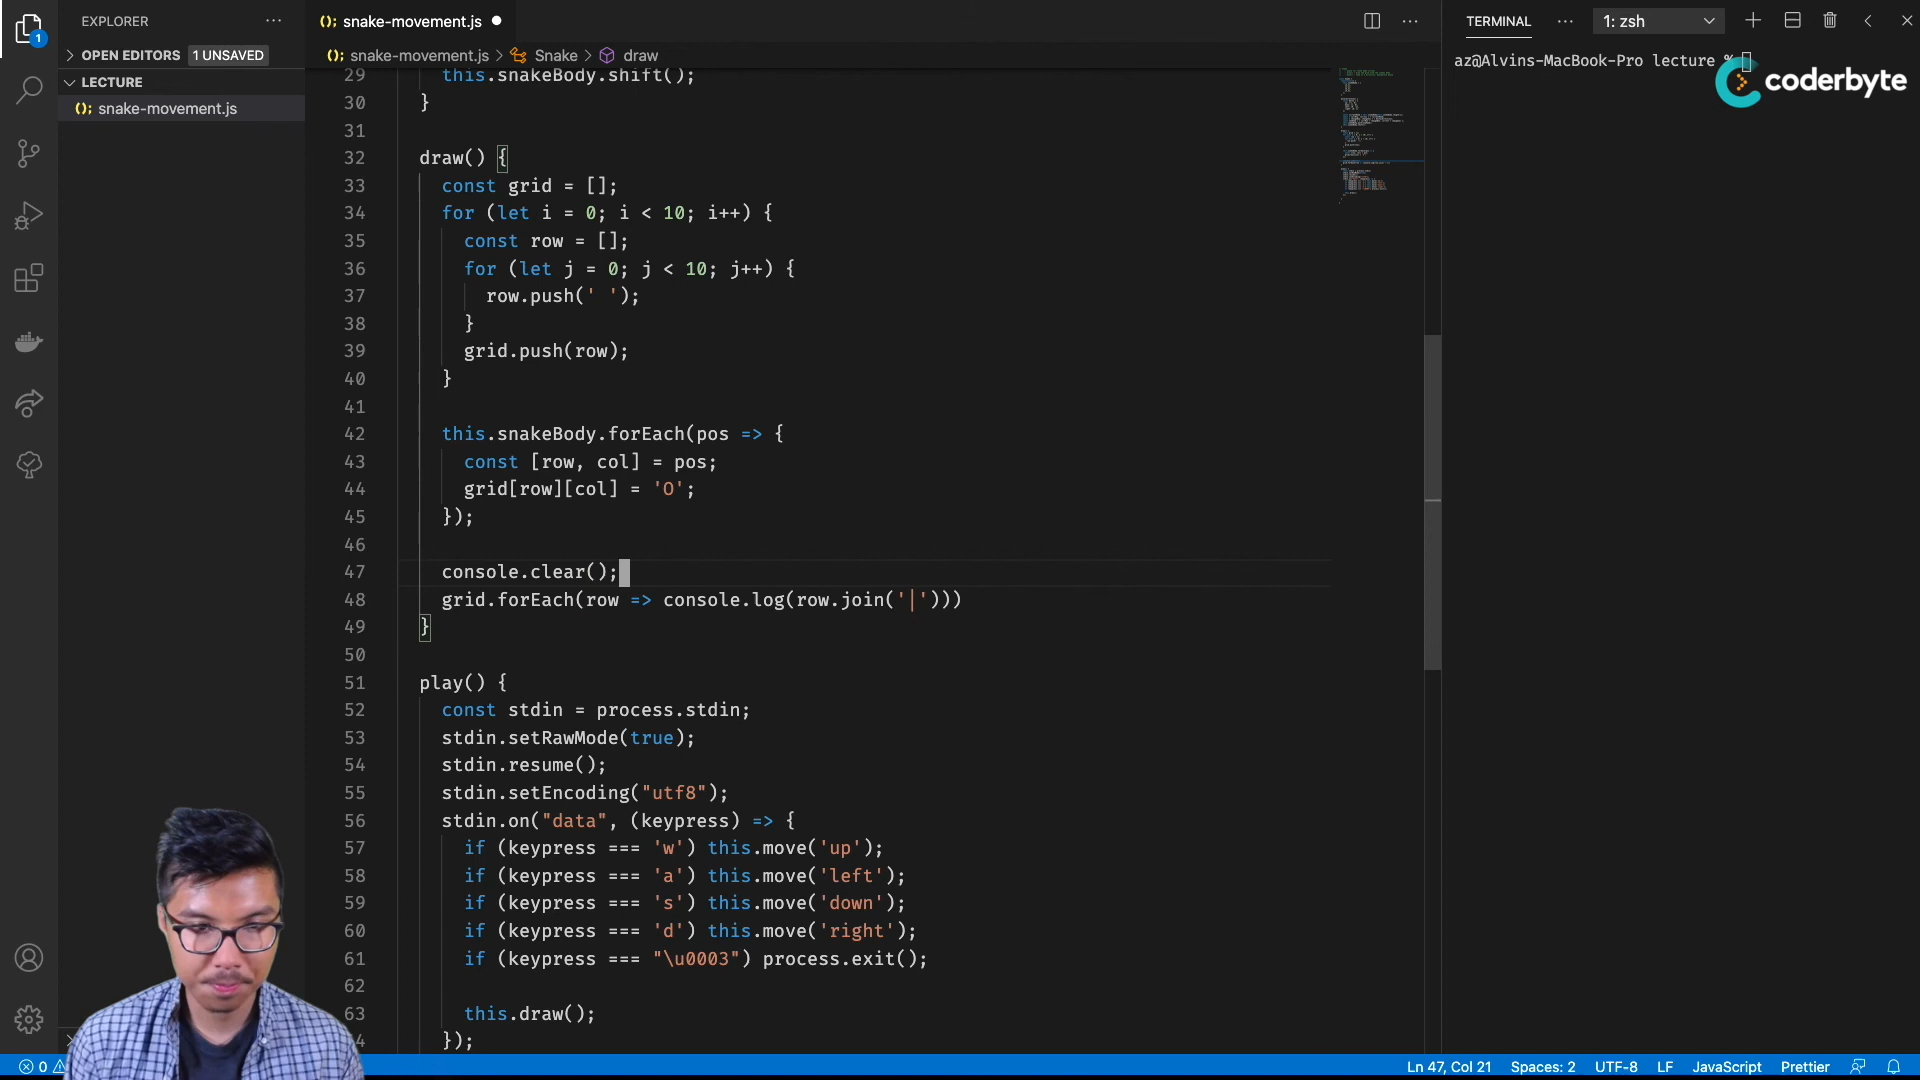 EXPLORER
OPEN EDITORS 1 UNSAVED
LECTURE
snake-movement.js
1
snake-movement.js
snake-movement.js > Snake > draw
29 this.snakeBody.shift();
30 }
31
32 draw() {
33 const grid = [];
34 for (let i = 0; i < 10; i++) {
35 const row = [];
36 for (let j = 0; j < 10; j++) {
37 row.push(' ');
38 }
39 grid.push(row);
40 }
41
42 this.snakeBody.forEach(pos => {
43 const [row, col] = pos;
44 grid[row][col] = 'O';
45 });
46
47 console.clear();
48 grid.forEach(row => console.log(row.join('|')))
49 }
50
51 play() {
52 const stdin = process.stdin;
53 stdin.setRawMode(true);
54 stdin.resume();
55 stdin.setEncoding("utf8");
56 stdin.on("data", (keypress) => {
57 if (keypress === 'w') this.move('up');
58 if (keypress === 'a') this.move('left');
59 if (keypress === 's') this.move('down');
60 if (keypress === 'd') this.move('right');
61 if (keypress === "\u0003") process.exit();
62
63 this.draw();
});
TERMINAL
1: zsh
az@Alvins-MacBook-Pro lecture %
coderbyte
0
Ln 47, Col 21 Spaces: 2 UTF-8 LF JavaScript Prettier